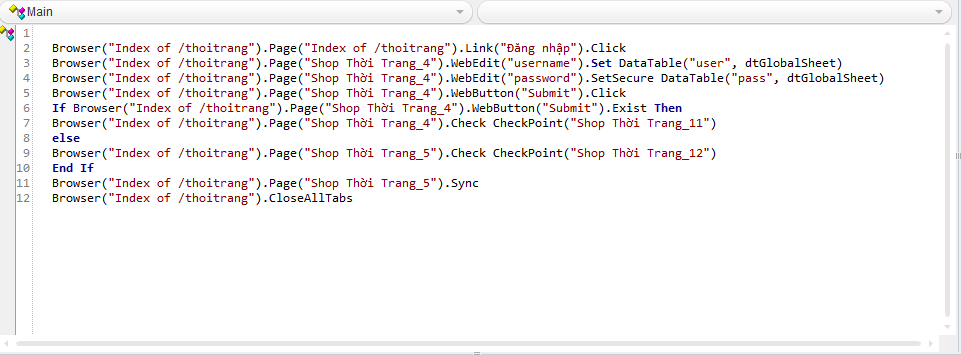 Main
1
2 Browser("Index of /thoitrang").Page("Index of /thoitrang").Link("Đăng nhập").Click
3 Browser("Index of /thoitrang").Page("Shop Thời Trang_4").WebEdit("username").Set DataTable("user", dtGlobalSheet)
4 Browser("Index of /thoitrang").Page("Shop Thời Trang_4").WebEdit("password").SetSecure DataTable("pass", dtGlobalSheet)
5 Browser("Index of /thoitrang").Page("Shop Thời Trang_4").WebButton("Submit").Click
6 If Browser("Index of /thoitrang").Page("Shop Thời Trang_4").WebButton("Submit").Exist Then
7 Browser("Index of /thoitrang").Page("Shop Thời Trang_4").Check CheckPoint("Shop Thời Trang_11")
8 else
9 Browser("Index of /thoitrang").Page("Shop Thời Trang_5").Check CheckPoint("Shop Thời Trang_12")
10 End If
11 Browser("Index of /thoitrang").Page("Shop Thời Trang_5").Sync
12 Browser("Index of /thoitrang").CloseAllTabs